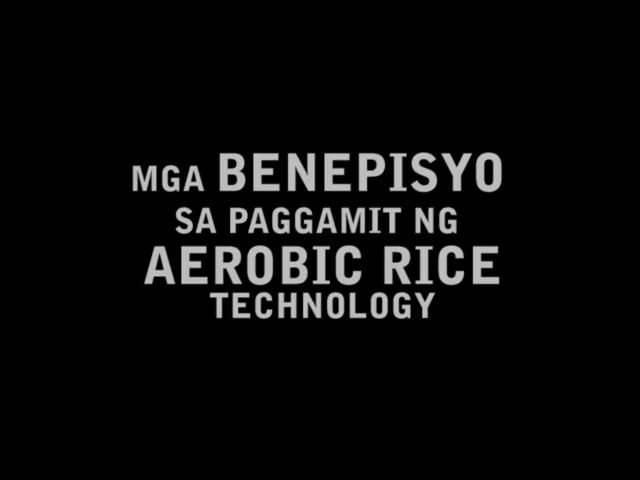 MGA BENEPISYO
SA PAGGAMIT NG
AEROBIC RICE
TECHNOLOGY